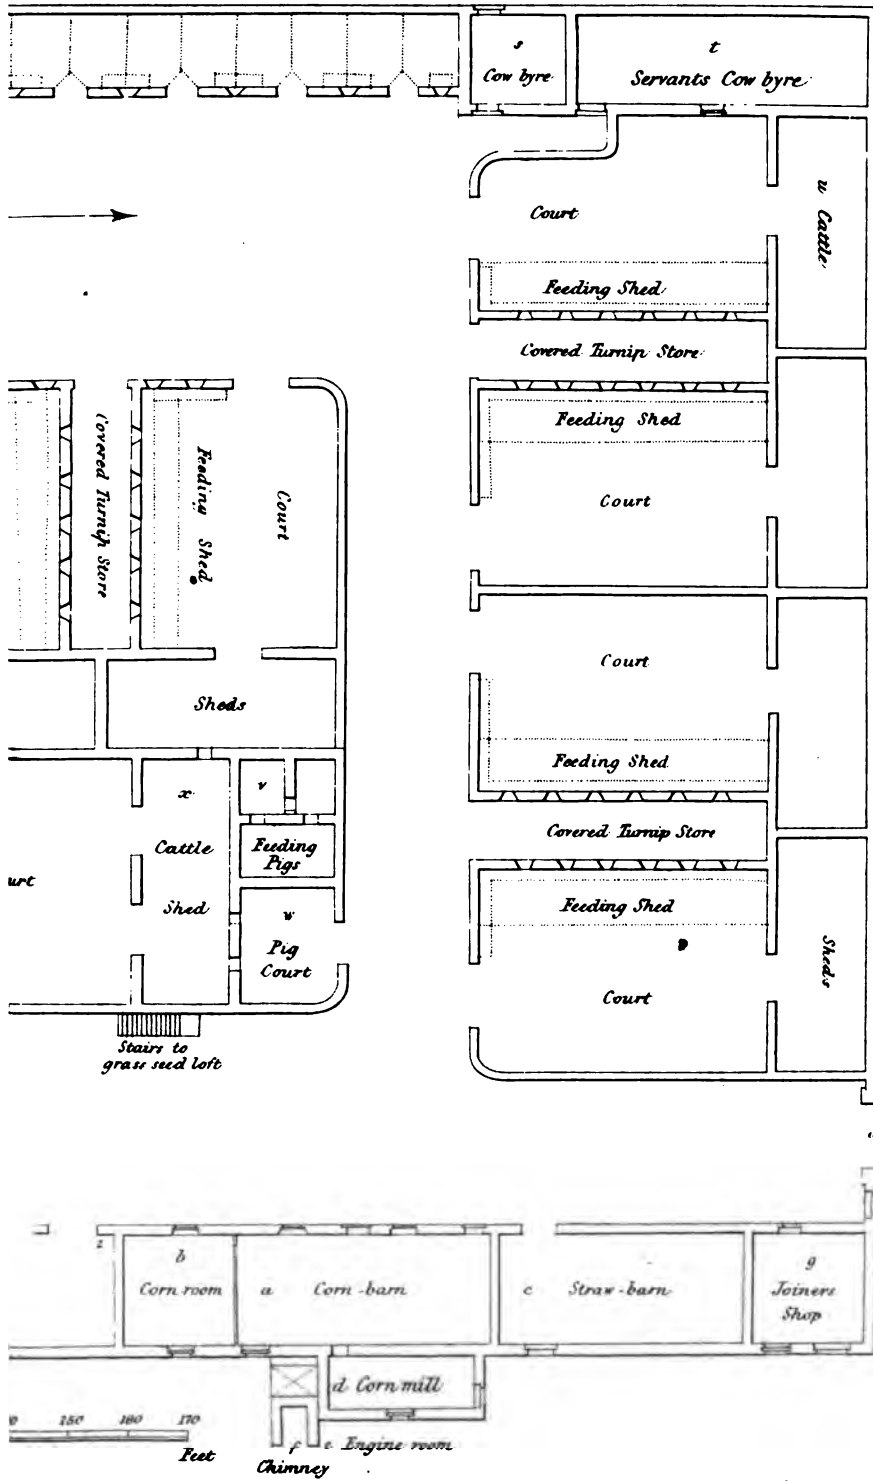 s
Cow byre
t
Servants Cow byre
u Cattle
Court
Feeding Shed
Covered Turnip Store
Feeding Shed
Court
Covered Turnip Store
Feeding Shed
Court
Sheds
Court
Feeding Shed
Covered Turnip Store
Feeding Shed
Court
Sheds
x
Cattle
Shed
v
Feeding
Pigs
urt
w
Pig
Court
Stairs to
grass seed loft
b
Corn room
a Corn-barn
c Straw-barn
g
Joiners
Shop
d Corn mill
150 160 170
Feet
f e Engine room
Chimney